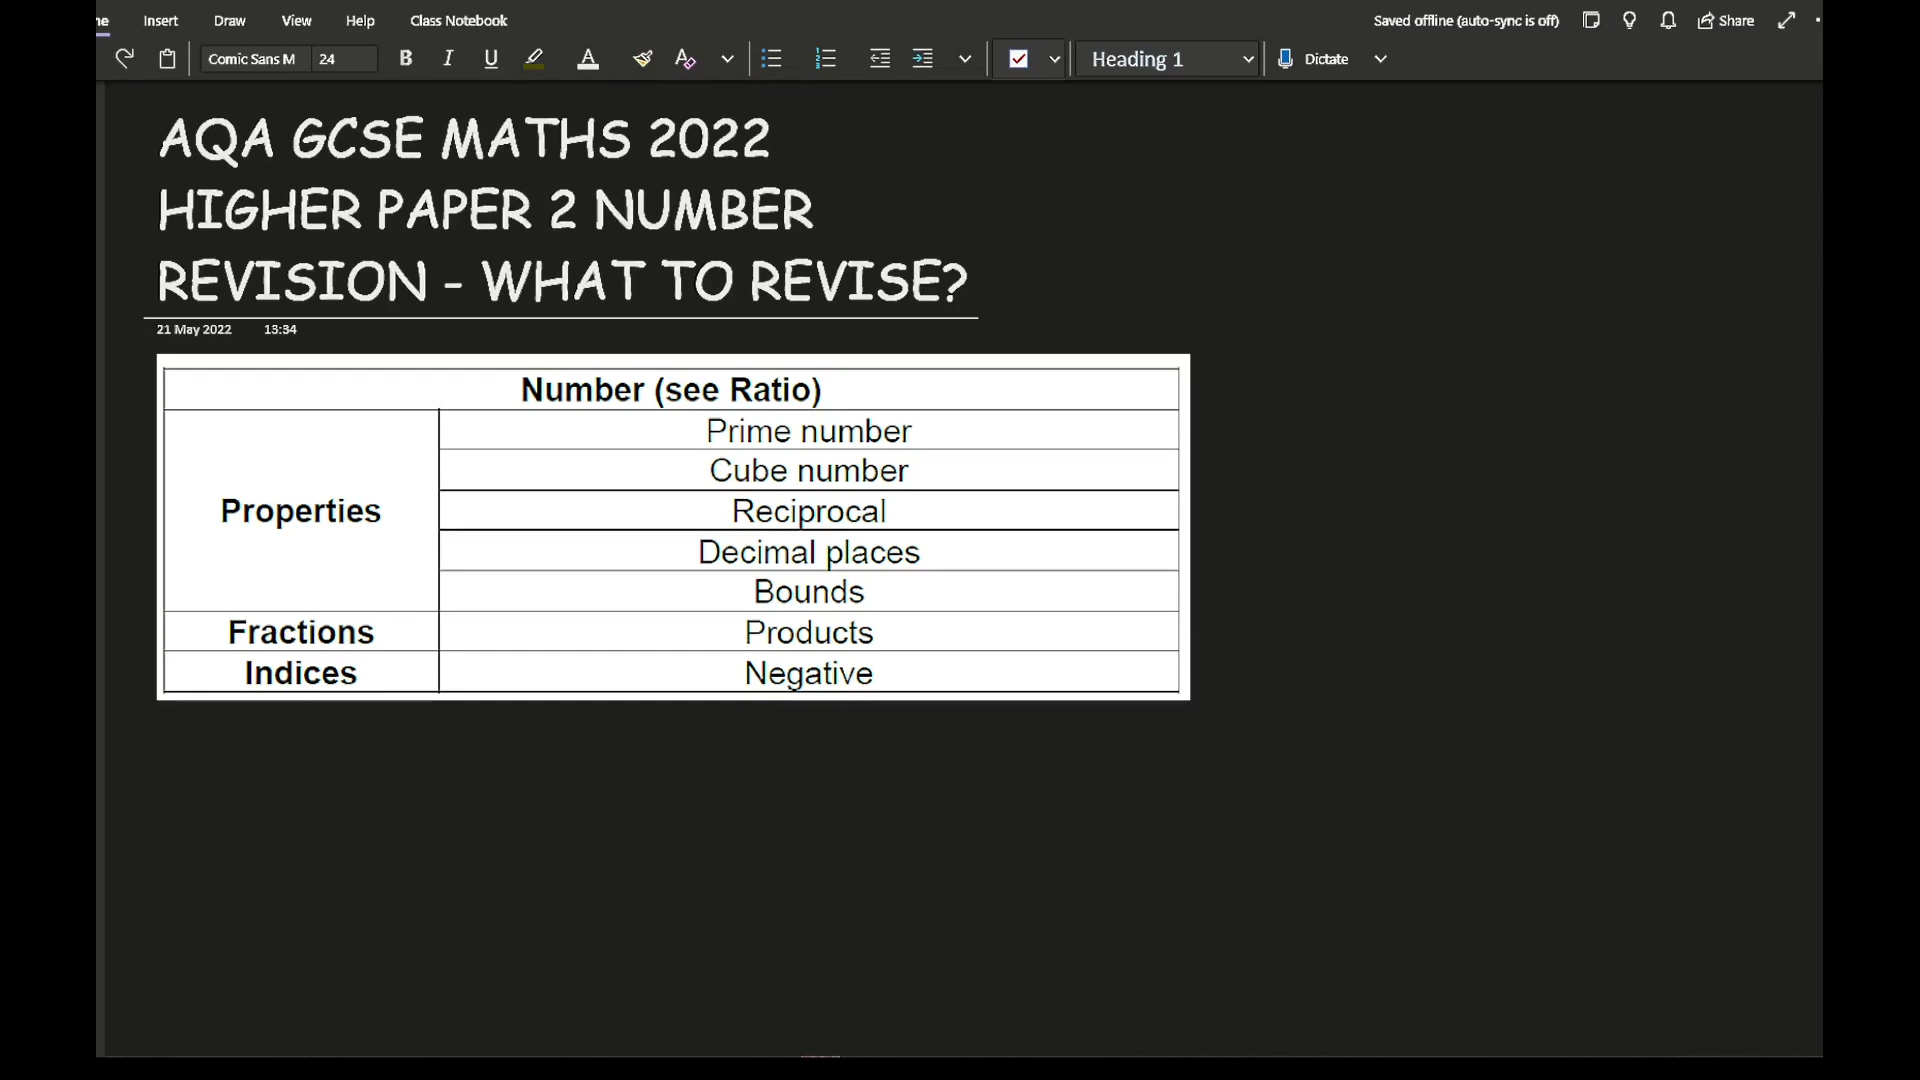 ne Insert Draw View Help Class Notebook Saved offline (auto-sync is off) Share
Comic Sans M 24 B I U A A Heading 1 Dictate
AQA GCSE MATHS 2022
HIGHER PAPER 2 NUMBER
REVISION - WHAT TO REVISE?
21 May 2022 13:34
Number (see Ratio)
Prime number
Cube number
Properties
Reciprocal
Decimal places
Bounds
Fractions Products
Indices Negative